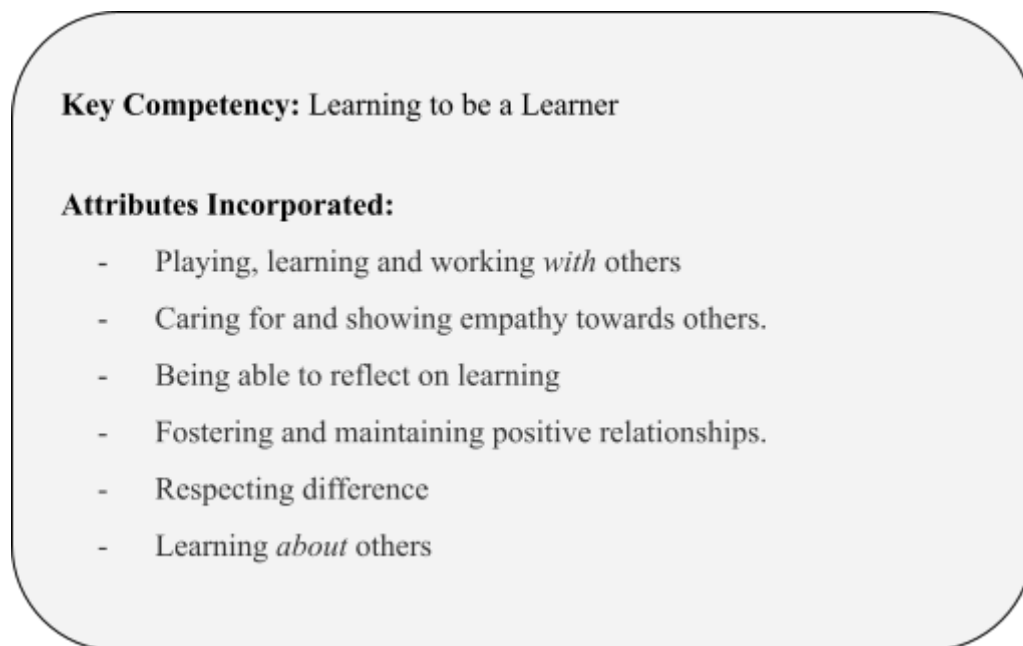 Key Competency: Learning to be a Learner
Attributes Incorporated:
- Playing, learning and working with others
- Caring for and showing empathy towards others.
- Being able to reflect on learning
- Fostering and maintaining positive relationships.
- Respecting difference
- Learning about others